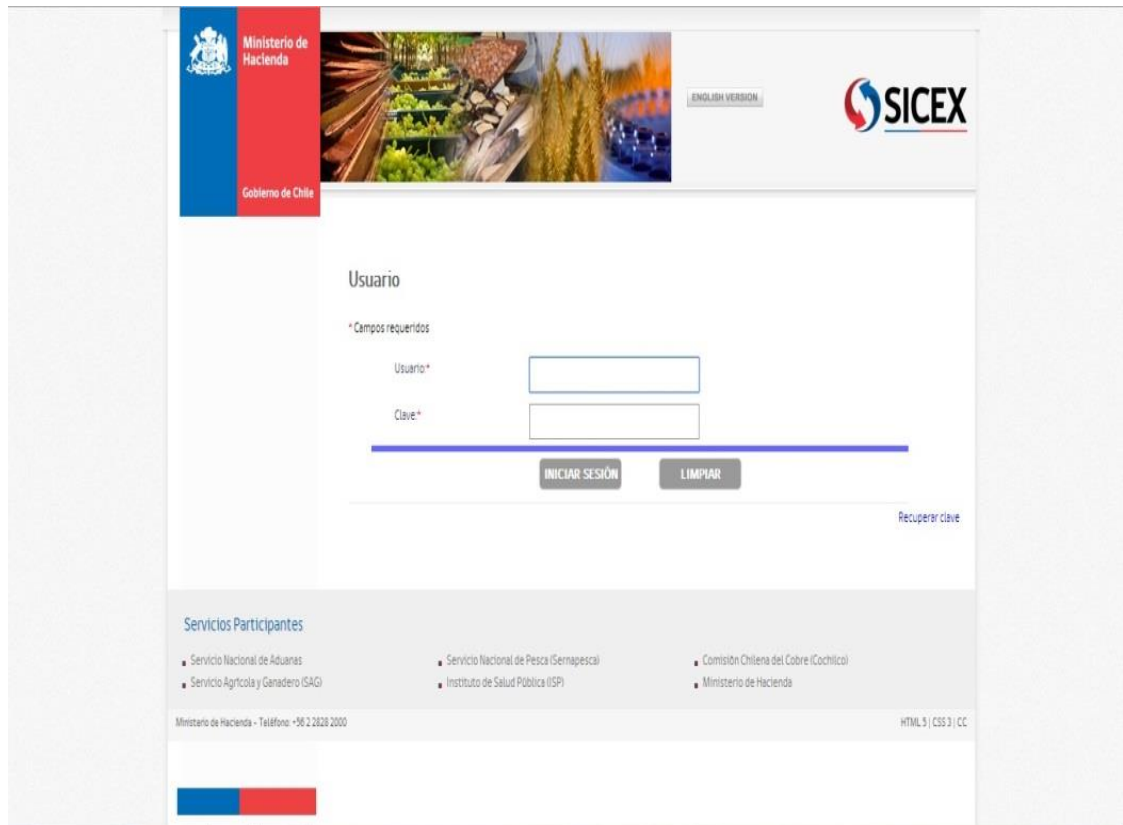 Ministerio de
Hacienda
Gobierno de Chile
ENGLISH VERSION
SICEX
Usuario
* Campos requeridos
Usuario:*
Clave:*
INICIAR SESIÓN
LIMPIAR
Recuperar clave
Servicios Participantes
Servicio Nacional de Aduanas
Servicio Nacional de Pesca (Sernapesca)
Comisión Chilena del Cobre (Cochilco)
Servicio Agrícola y Ganadero (SAG)
Instituto de Salud Pública (ISP)
Ministerio de Hacienda
Ministerio de Hacienda - Teléfono: +56 2 2828 2000
HTML 5 | CSS 3 | CC